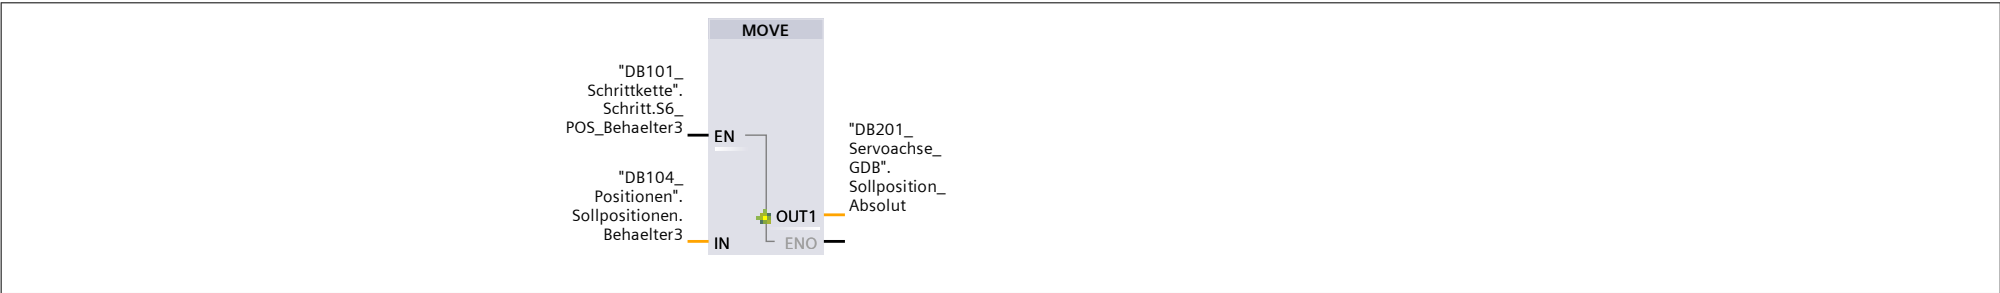 MOVE
"DB101_
Schrittkette".
Schritt.S6_
POS_Behaelter3
EN
"DB104_
Positionen".
Sollpositionen.
Behaelter3
IN
"DB201_
Servoachse_
GDB".
Sollposition_
Absolut
OUT1
ENO